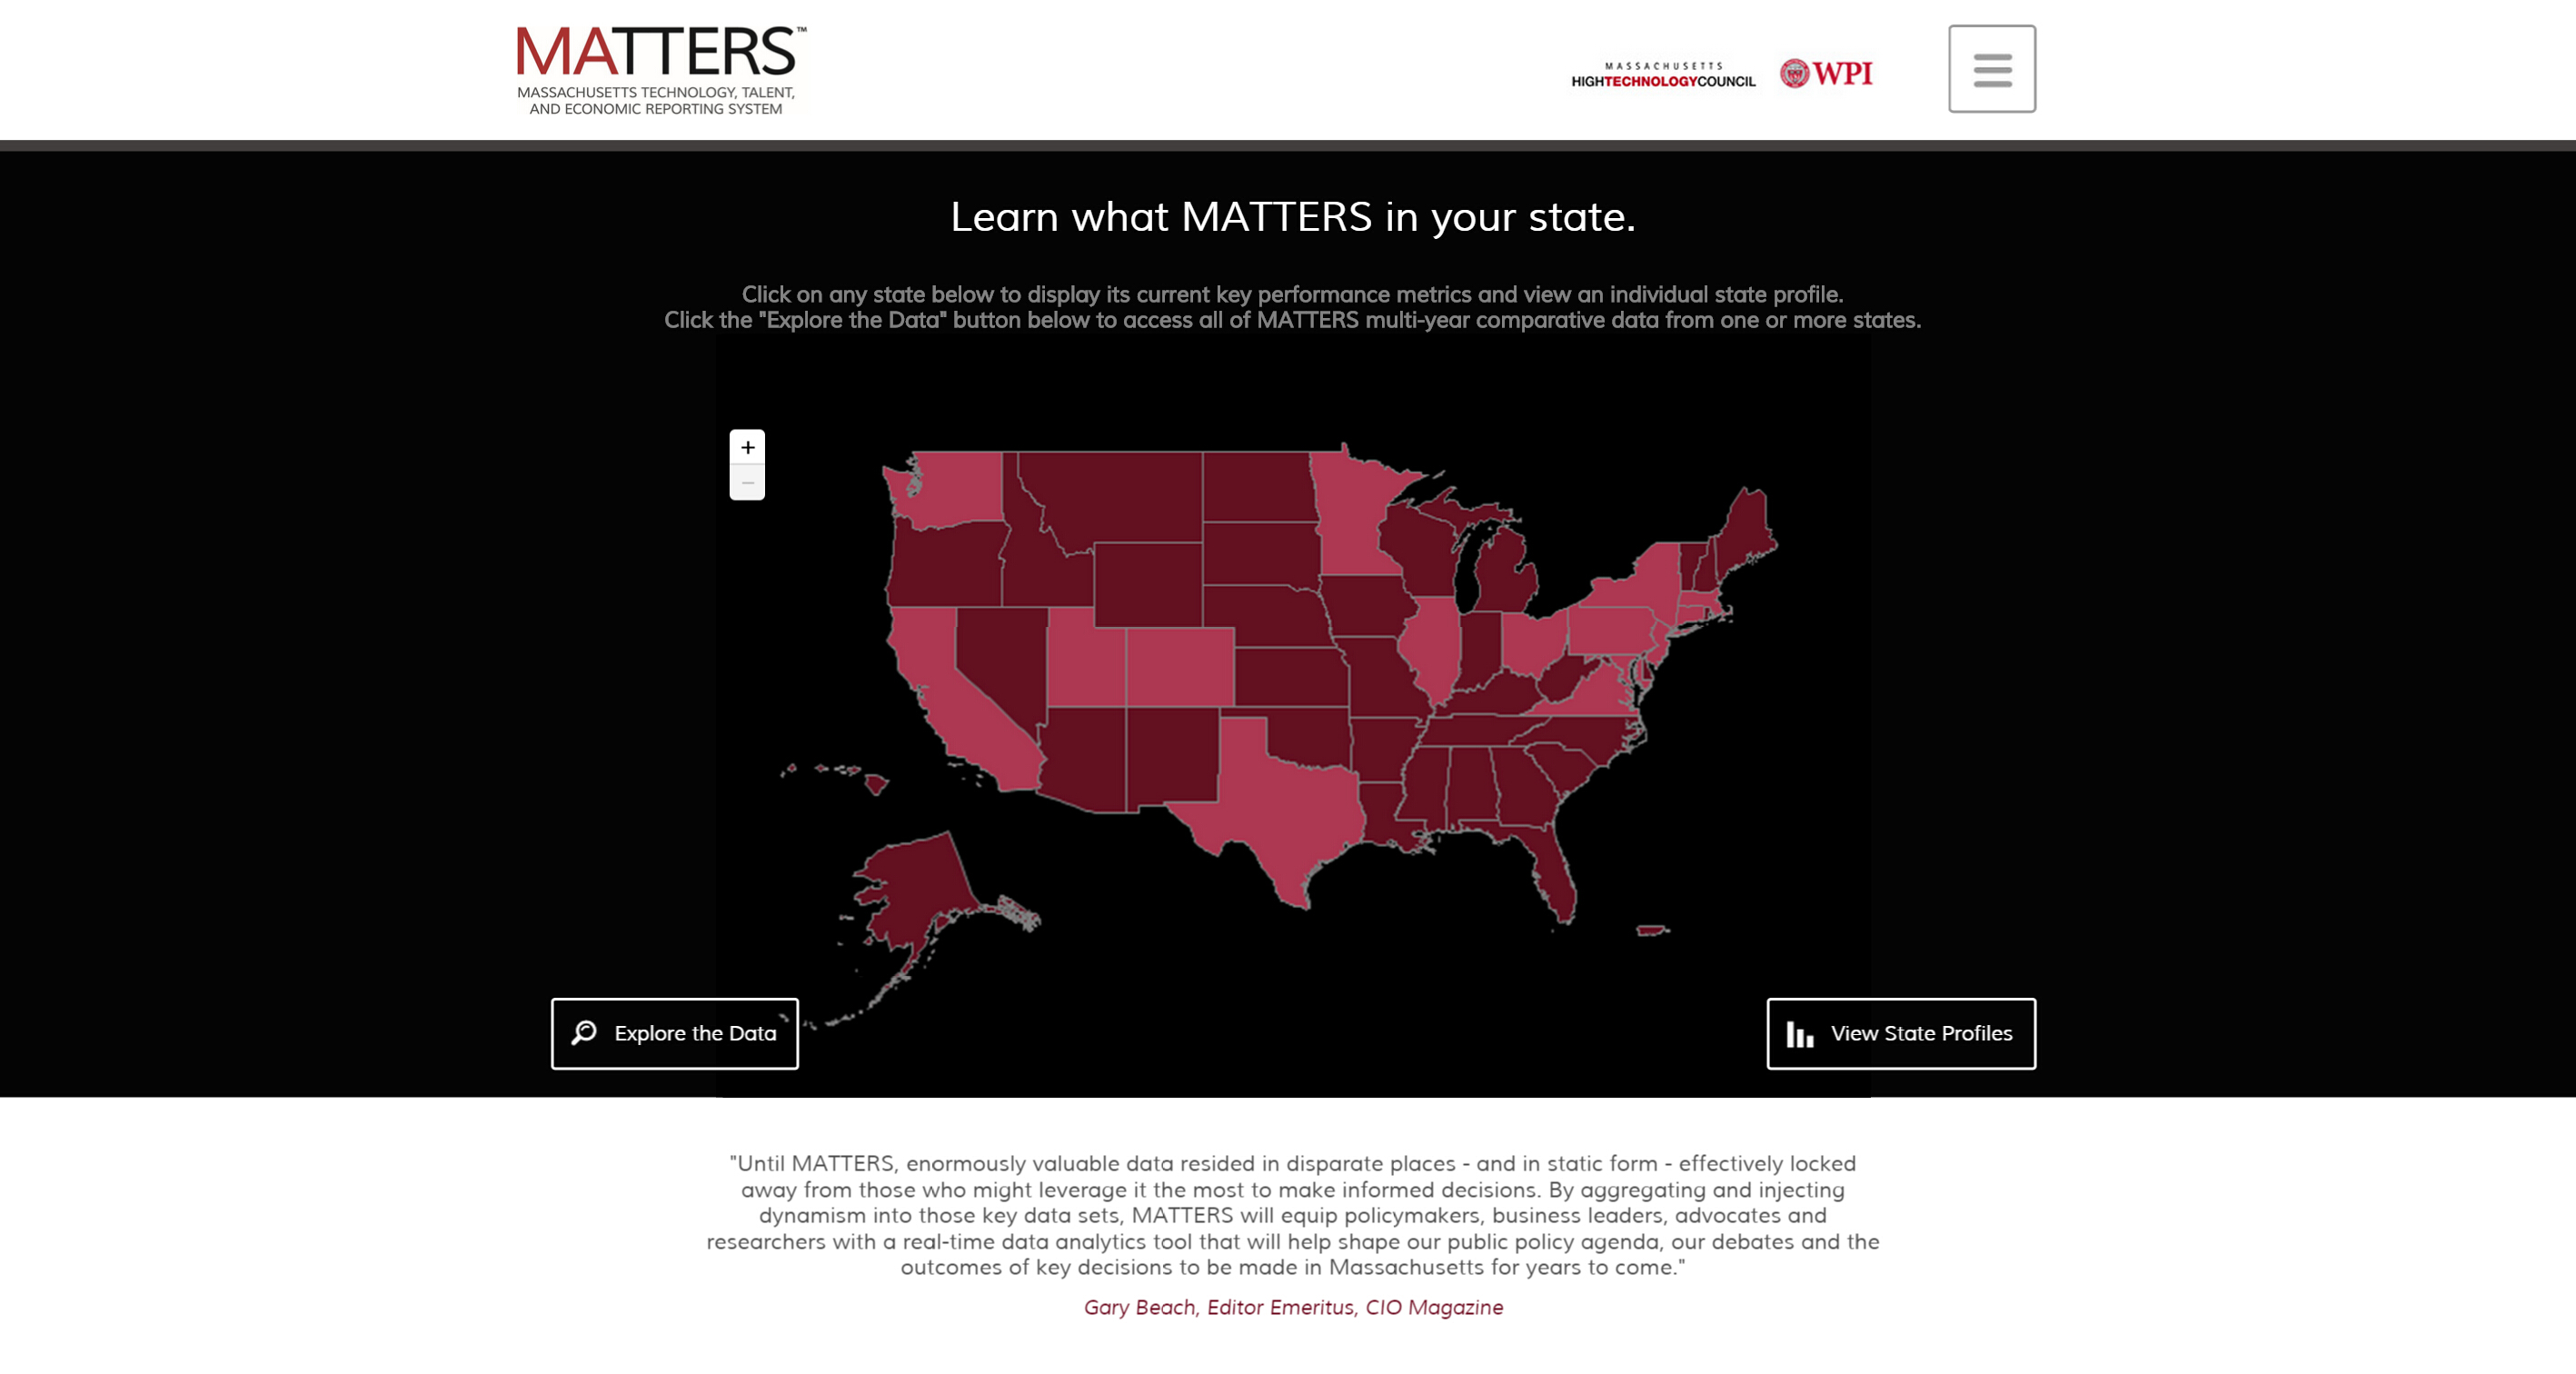 MATTERS™
MASSACHUSETTS TECHNOLOGY, TALENT,
AND ECONOMIC REPORTING SYSTEM
MASSACHUSETTS
HIGHTECHNOLOGYCOUNCIL
WPI
Learn what MATTERS in your state.
Click on any state below to display its current key performance metrics and view an individual state profile.
Click the "Explore the Data" button below to access all of MATTERS multi-year comparative data from one or more states.
+
−
Explore the Data
View State Profiles
"Until MATTERS, enormously valuable data resided in disparate places - and in static form - effectively locked
away from those who might leverage it the most to make informed decisions. By aggregating and injecting
dynamism into those key data sets, MATTERS will equip policymakers, business leaders, advocates and
researchers with a real-time data analytics tool that will help shape our public policy agenda, our debates and the
outcomes of key decisions to be made in Massachusetts for years to come."
Gary Beach, Editor Emeritus, CIO Magazine